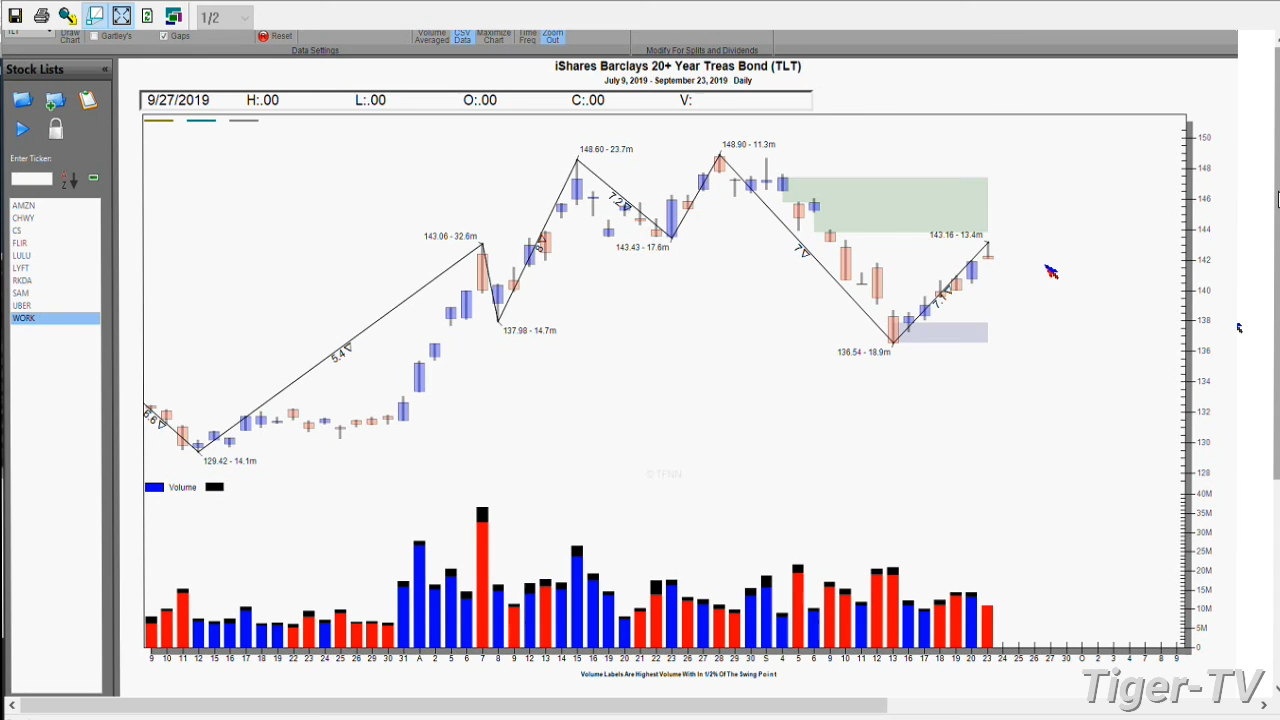 1/2
TLT
Draw Chart
Gartley's
Gaps
Reset
Volume Averaged
CSV Data
Maximize Chart
Time Freq
Zoom Out
Data Settings
Modify For Splits and Dividends
Stock Lists «
iShares Barclays 20+ Year Treas Bond (TLT)
July 9, 2019 - September 23, 2019 Daily
9/27/2019 H:.00 L:.00 O:.00 C:.00 V:
Enter Ticker:
AMZN
CHWY
CS
FLIR
LULU
LYFT
RKDA
SAM
UBER
WORK
148.60 - 23.7m
148.90 - 11.3m
143.06 - 32.6m
143.43 - 17.6m
143.16 - 13.4m
137.98 - 14.7m
136.54 - 18.9m
129.42 - 14.1m
6.6
5.4
8
7.2
7
150
148
146
144
142
140
138
136
134
132
130
128
© TFNN
Volume
40M
35M
30M
25M
20M
15M
10M
5M
0
9 10 11 12 15 16 17 18 19 22 23 24 25 26 29 30 31 A 2 5 6 7 8 9 12 13 14 15 16 19 20 21 22 23 26 27 28 29 30 S 4 5 6 9 10 11 12 13 16 17 18 19 20 23 24 25 26 27 30 O 2 3 4 7 8 9
Volume Labels Are Highest Volume With In 1/2% Of The Swing Point
Tiger-TV